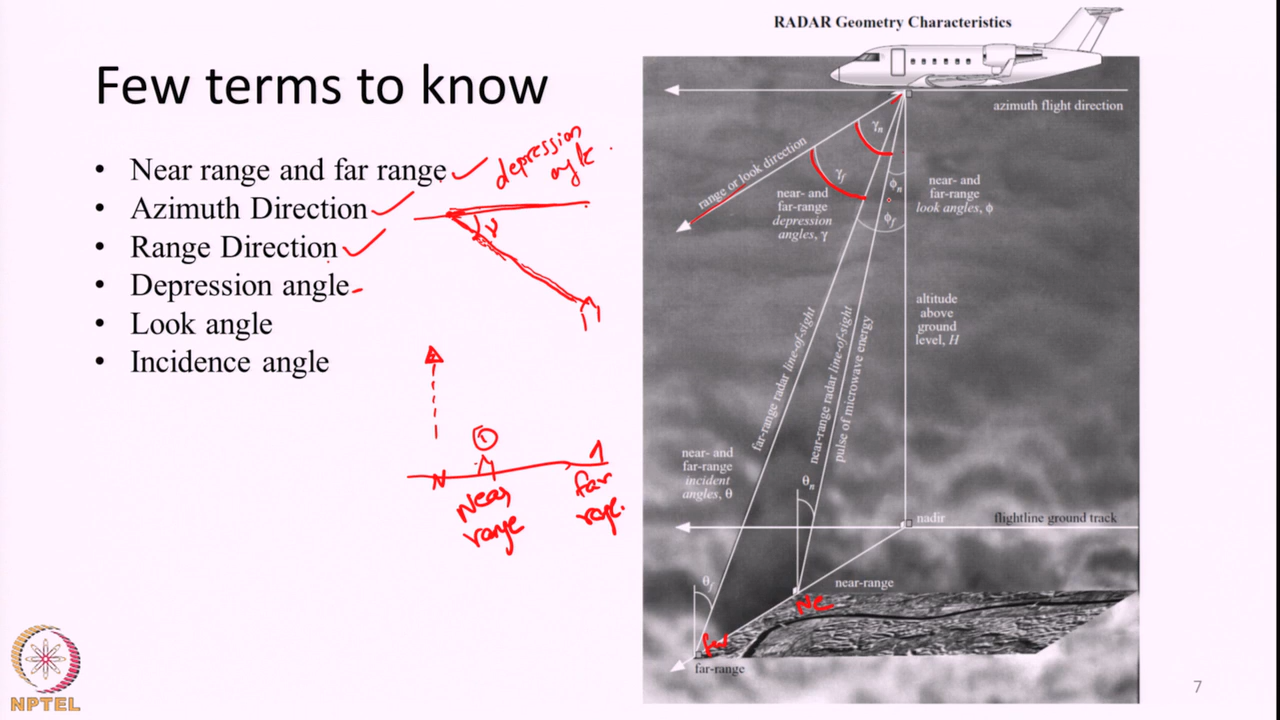 RADAR Geometry Characteristics
Few terms to know
• Near range and far range
• Azimuth Direction
• Range Direction
• Depression angle
• Look angle
• Incidence angle
depression
angle
γ
N
1
Near
range
far
range
azimuth flight direction
range or look direction
γn
γf
near- and
far-range
depression
angles, γ
ϕn
ϕf
near- and
far-range
look angles, ϕ
altitude
above
ground
level, H
far-range radar line-of-sight
near-range radar line-of-sight
pulse of microwave energy
near- and
far-range
incident
angles, θ
θn
nadir
flightline ground track
θf
near-range
far-range
NPTEL
7